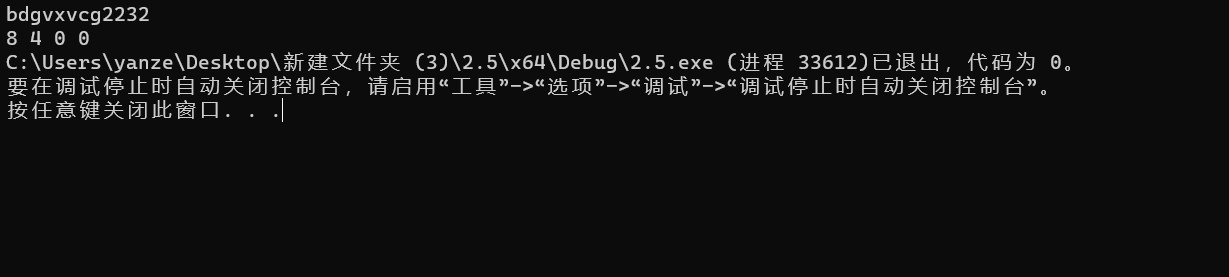 bdgvxvcg2232
8 4 0 0
C:\Users\yanze\Desktop\新建文件夹 (3)\2.5\x64\Debug\2.5.exe (进程 33612)已退出，代码为 0。
要在调试停止时自动关闭控制台，请启用“工具”->“选项”->“调试”->“调试停止时自动关闭控制台”。
按任意键关闭此窗口. . .